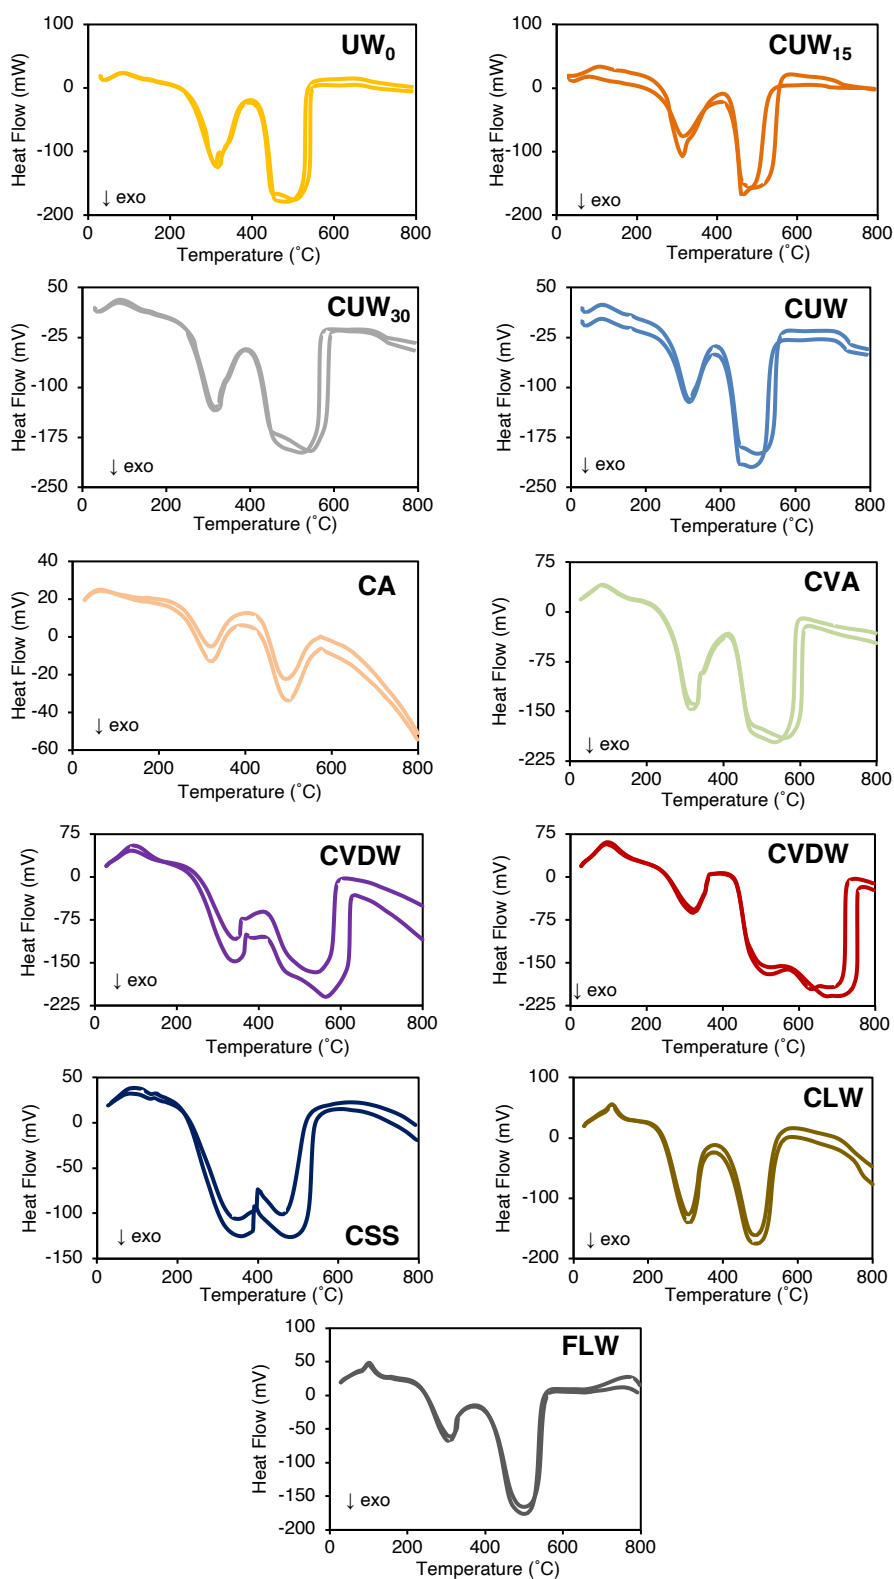 UW0
Heat Flow (mW)
100
0
-100
-200
↓ exo
0 200 400 600 800
Temperature (˚C)
CUW15
Heat Flow (mW)
100
0
-100
-200
↓ exo
0 200 400 600 800
Temperature (˚C)
CUW30
Heat Flow (mV)
50
-25
-100
-175
-250
↓ exo
0 200 400 600 800
Temperature (˚C)
CUW
Heat Flow (mV)
50
-25
-100
-175
-250
↓ exo
0 200 400 600 800
Temperature (˚C)
CA
Heat Flow (mV)
40
20
0
-20
-40
-60
↓ exo
0 200 400 600 800
Temperature (˚C)
CVA
Heat Flow (mV)
75
0
-75
-150
-225
↓ exo
0 200 400 600 800
Temperature (˚C)
CVDW
Heat Flow (mV)
75
0
-75
-150
-225
↓ exo
0 200 400 600 800
Temperature (˚C)
CVDW
Heat Flow (mV)
75
0
-75
-150
-225
↓ exo
0 200 400 600 800
Temperature (˚C)
CSS
Heat Flow (mV)
50
0
-50
-100
-150
↓ exo
0 200 400 600 800
Temperature (˚C)
CLW
Heat Flow (mV)
100
0
-100
-200
↓ exo
0 200 400 600 800
Temperature (˚C)
FLW
Heat Flow (mV)
100
50
0
-50
-100
-150
-200
↓ exo
0 200 400 600 800
Temperature (˚C)